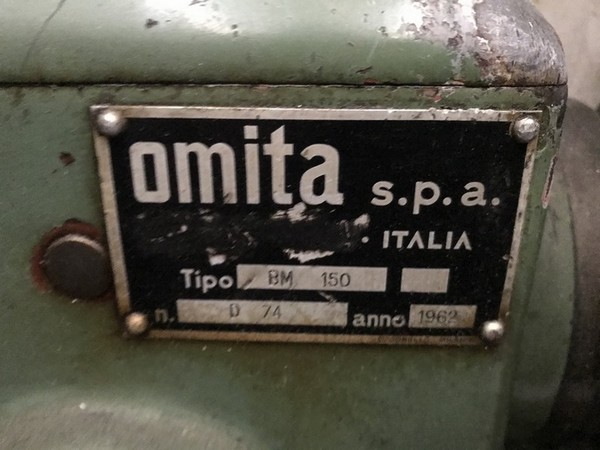 omita s.p.a.
· ITALIA
Tipo BM 150
n. D 74 anno 1962